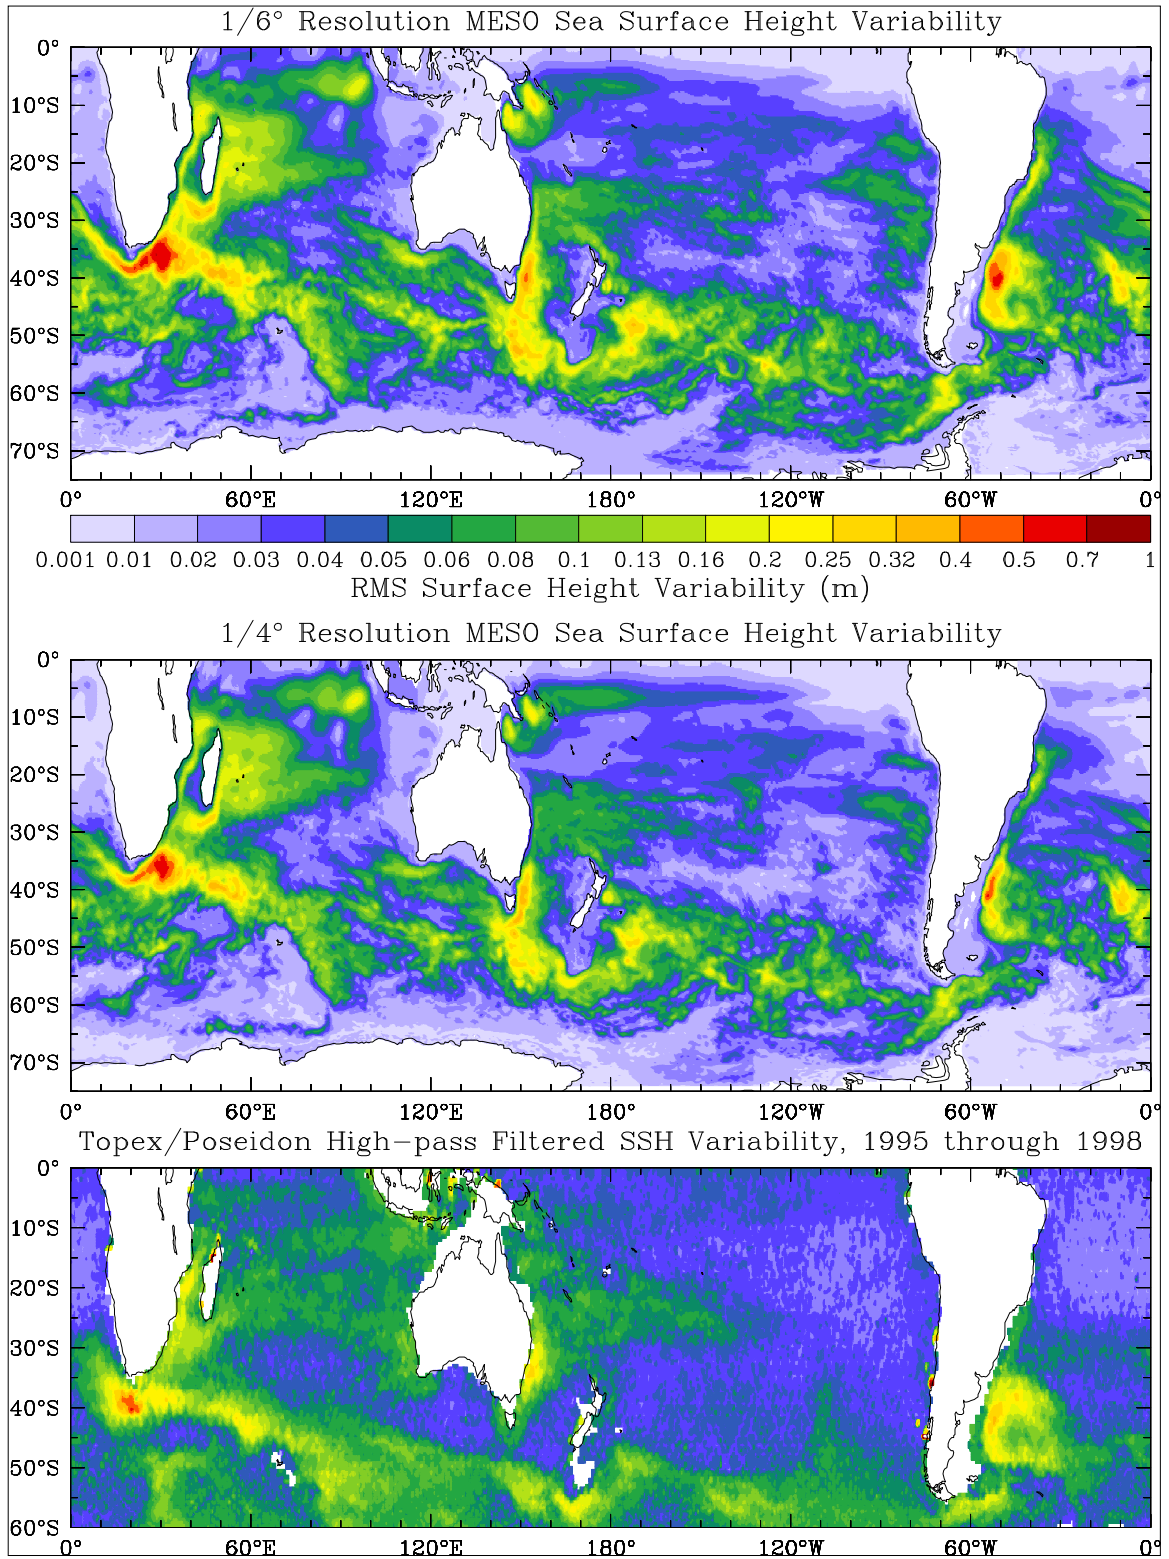 1/6° Resolution MESO Sea Surface Height Variability
0°
10°S
20°S
30°S
40°S
50°S
60°S
70°S
0° 60°E 120°E 180° 120°W 60°W 0°
0.001 0.01 0.02 0.03 0.04 0.05 0.06 0.08 0.1 0.13 0.16 0.2 0.25 0.32 0.4 0.5 0.7 1
RMS Surface Height Variability (m)
1/4° Resolution MESO Sea Surface Height Variability
0°
10°S
20°S
30°S
40°S
50°S
60°S
70°S
0° 60°E 120°E 180° 120°W 60°W 0°
Topex/Poseidon High-pass Filtered SSH Variability, 1995 through 1998
0°
10°S
20°S
30°S
40°S
50°S
60°S
0° 60°E 120°E 180° 120°W 60°W 0°